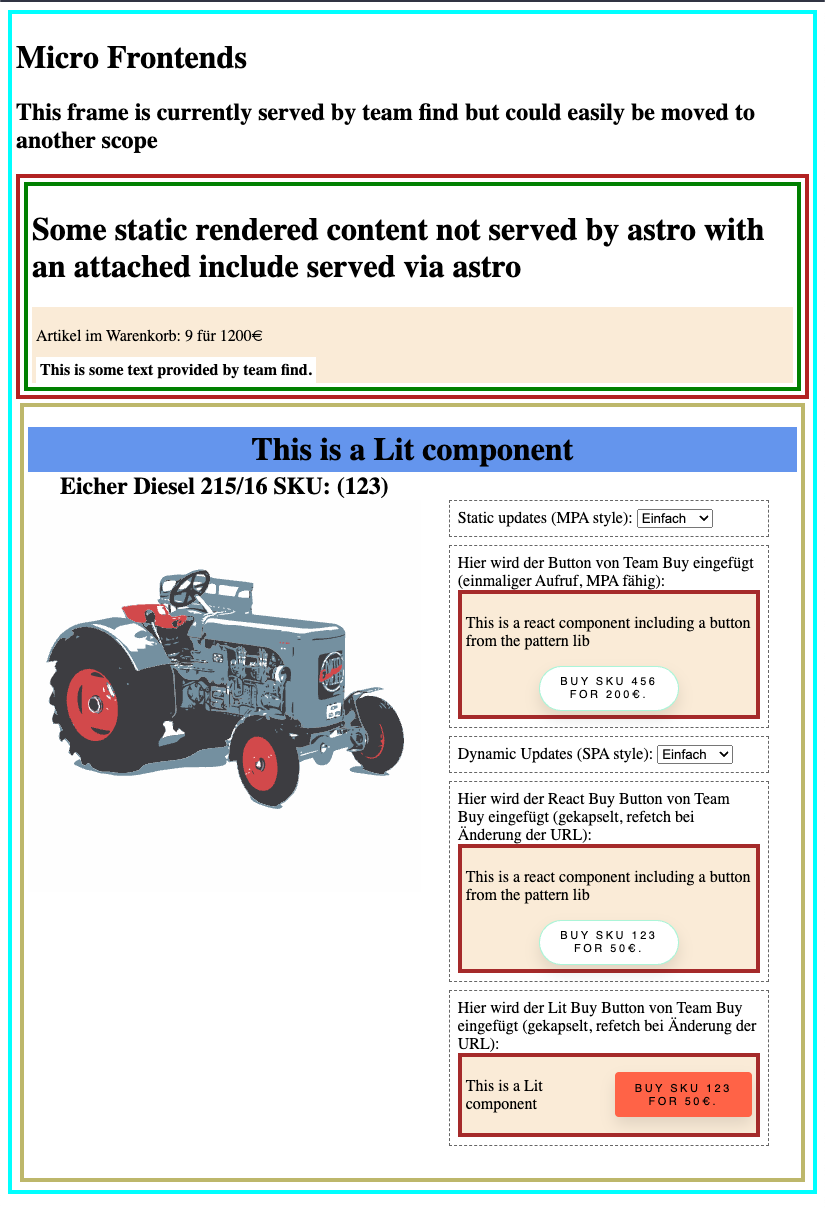 Micro Frontends
This frame is currently served by team find but could easily be moved to
another scope
Some static rendered content not served by astro with
an attached include served via astro
Artikel im Warenkorb: 9 für 1200€
This is some text provided by team find.
This is a Lit component
Eicher Diesel 215/16 SKU: (123)
Static updates (MPA style): Einfach
Hier wird der Button von Team Buy eingefügt
(einmaliger Aufruf, MPA fähig):
This is a react component including a button
from the pattern lib
BUY SKU 456
FOR 200€.
Dynamic Updates (SPA style): Einfach
Hier wird der React Buy Button von Team
Buy eingefügt (gekapselt, refetch bei
Änderung der URL):
This is a react component including a button
from the pattern lib
BUY SKU 123
FOR 50€.
Hier wird der Lit Buy Button von Team Buy
eingefügt (gekapselt, refetch bei Änderung der
URL):
This is a Lit
component
BUY SKU 123
FOR 50€.